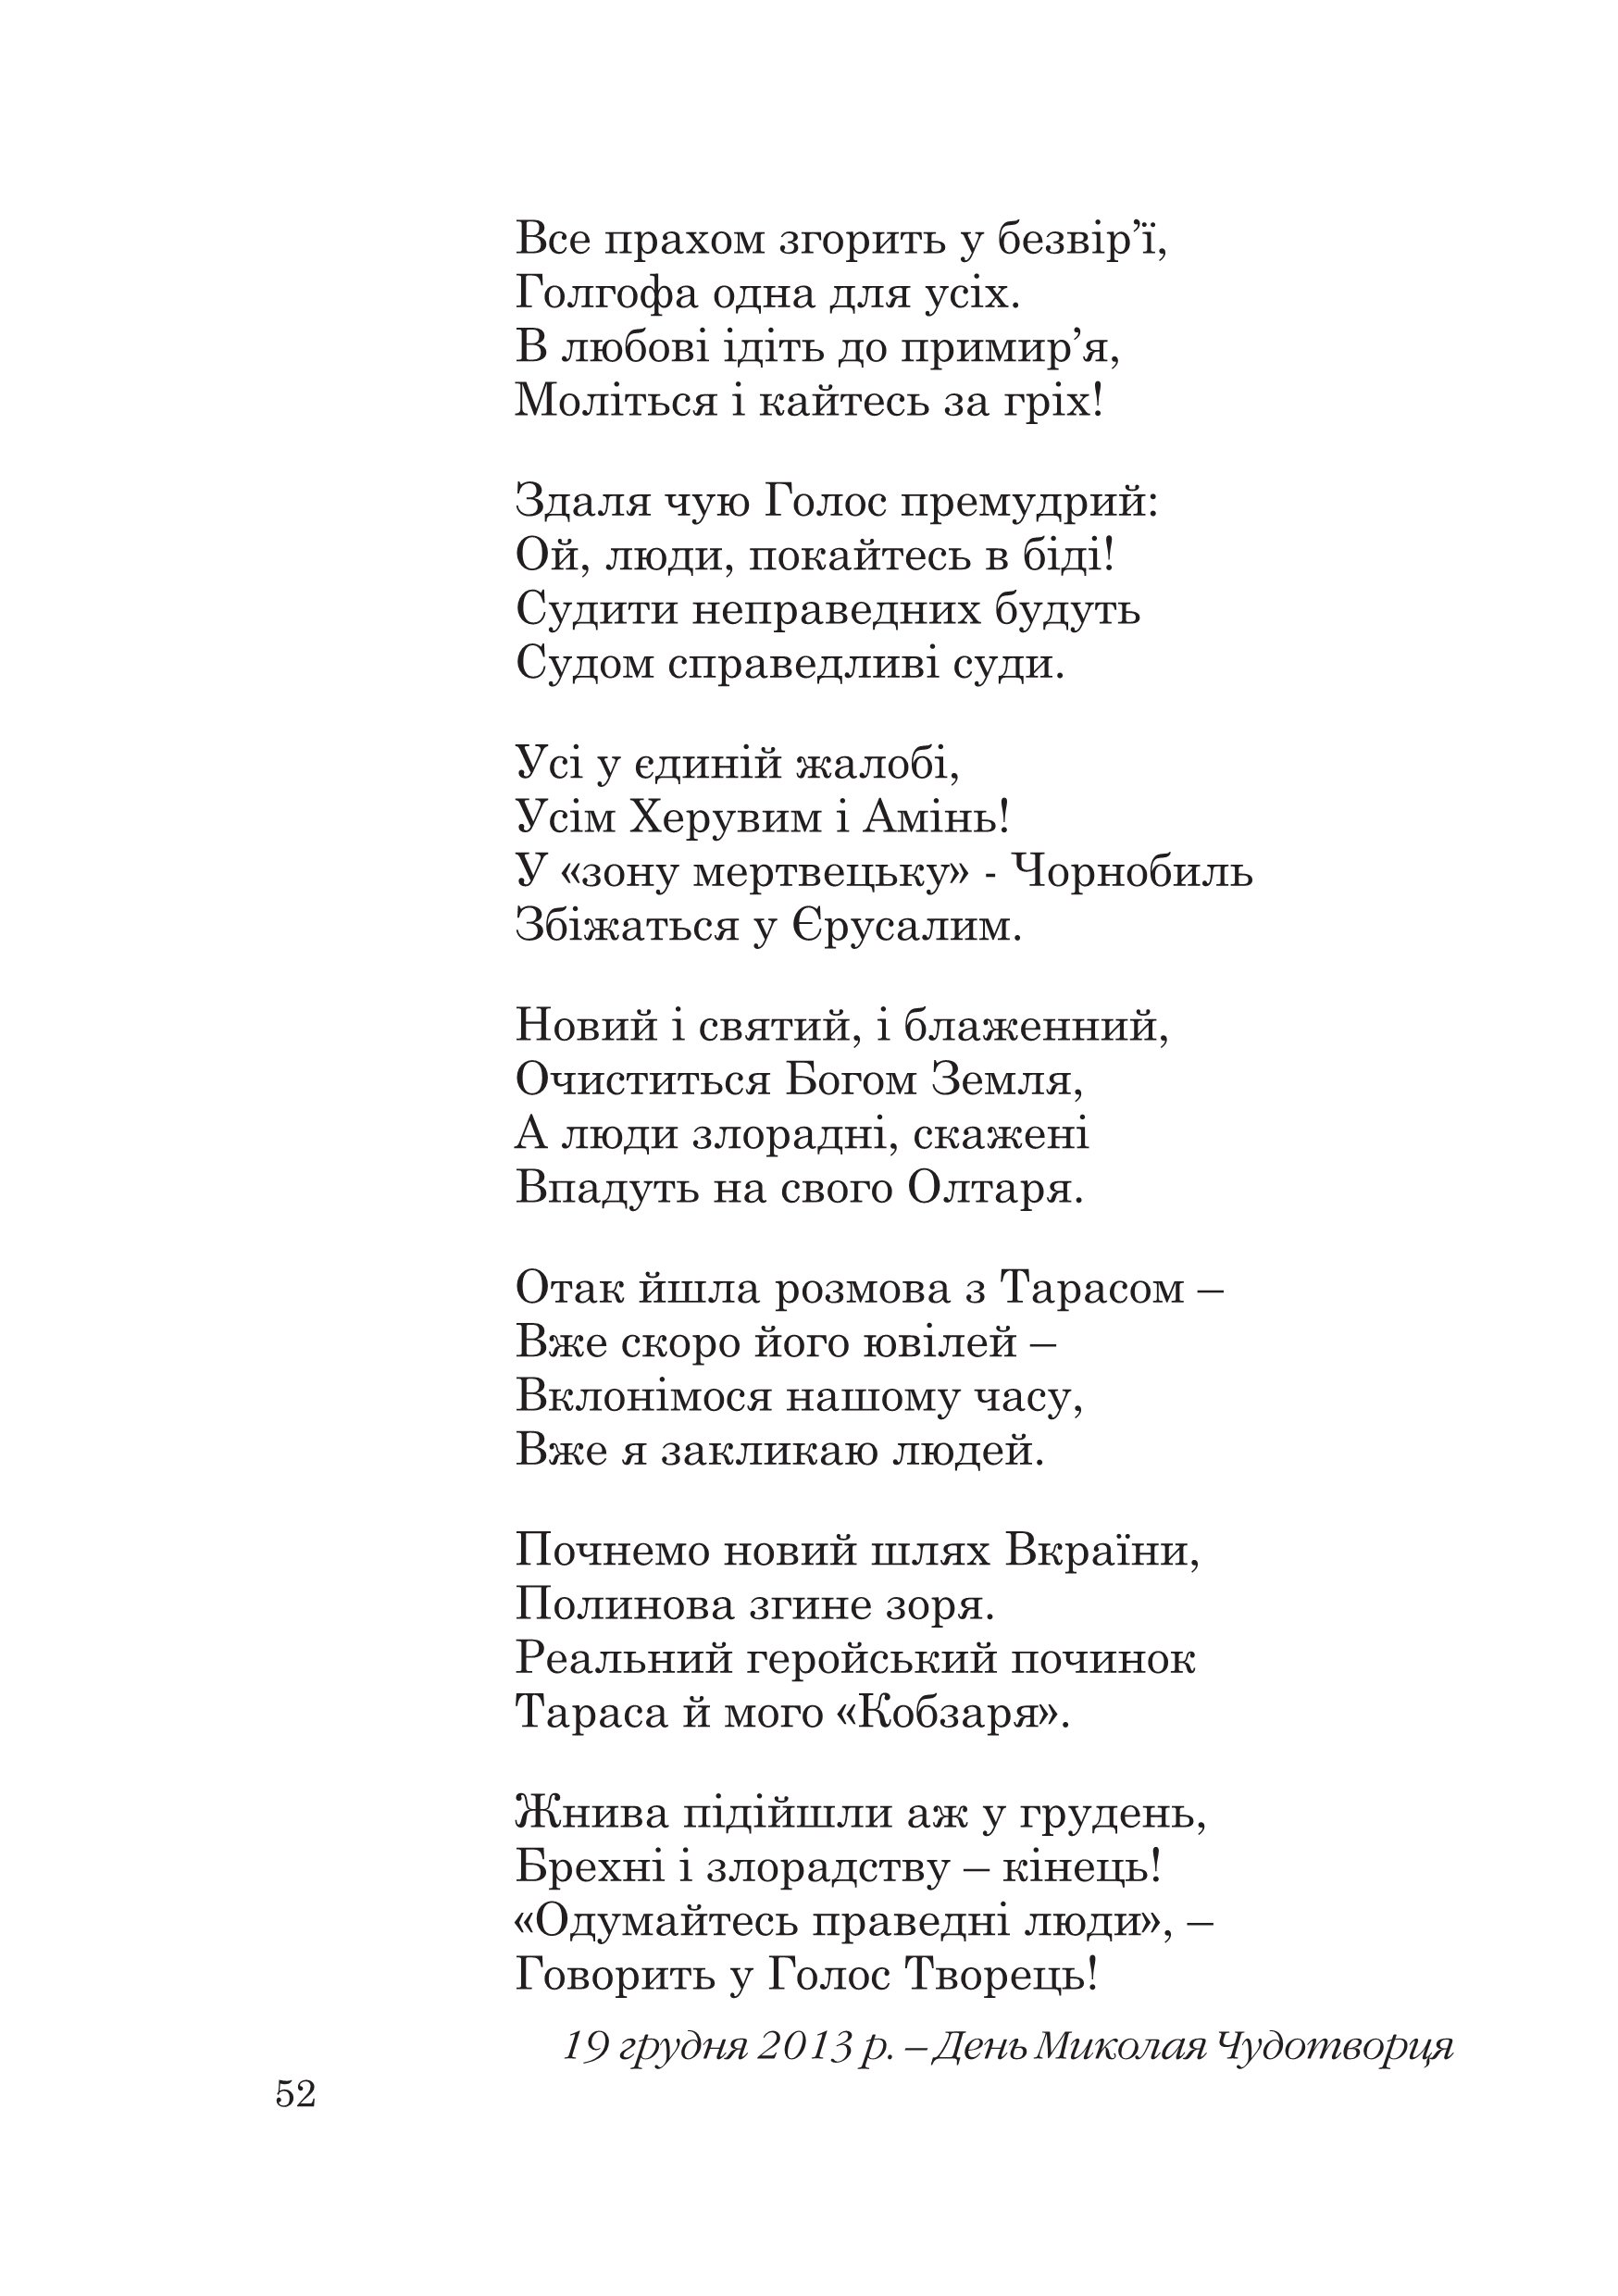 Все прахом згорить у безвір’ї,
Голгофа одна для усіх.
В любові ідіть до примир’я,
Моліться і кайтесь за гріх!

Здаля чую Голос премудрий:
Ой, люди, покайтесь в біді!
Судити неправедних будуть
Судом справедливі суди.

Усі у єдиній жалобі,
Усім Херувим і Амінь!
У «зону мертвецьку» - Чорнобиль
Збіжаться у Єрусалим.

Новий і святий, і блаженний,
Очиститься Богом Земля,
А люди злорадні, скажені
Впадуть на свого Олтаря.

Отак йшла розмова з Тарасом –
Вже скоро його ювілей –
Вклонімося нашому часу,
Вже я закликаю людей.

Почнемо новий шлях Вкраїни,
Полинова згине зоря.
Реальний геройський починок
Тараса й мого «Кобзаря».

Жнива підійшли аж у грудень,
Брехні і злорадству – кінець!
«Одумайтесь праведні люди», –
Говорить у Голос Творець!

19 грудня 2013 р. – День Миколая Чудотворця
52